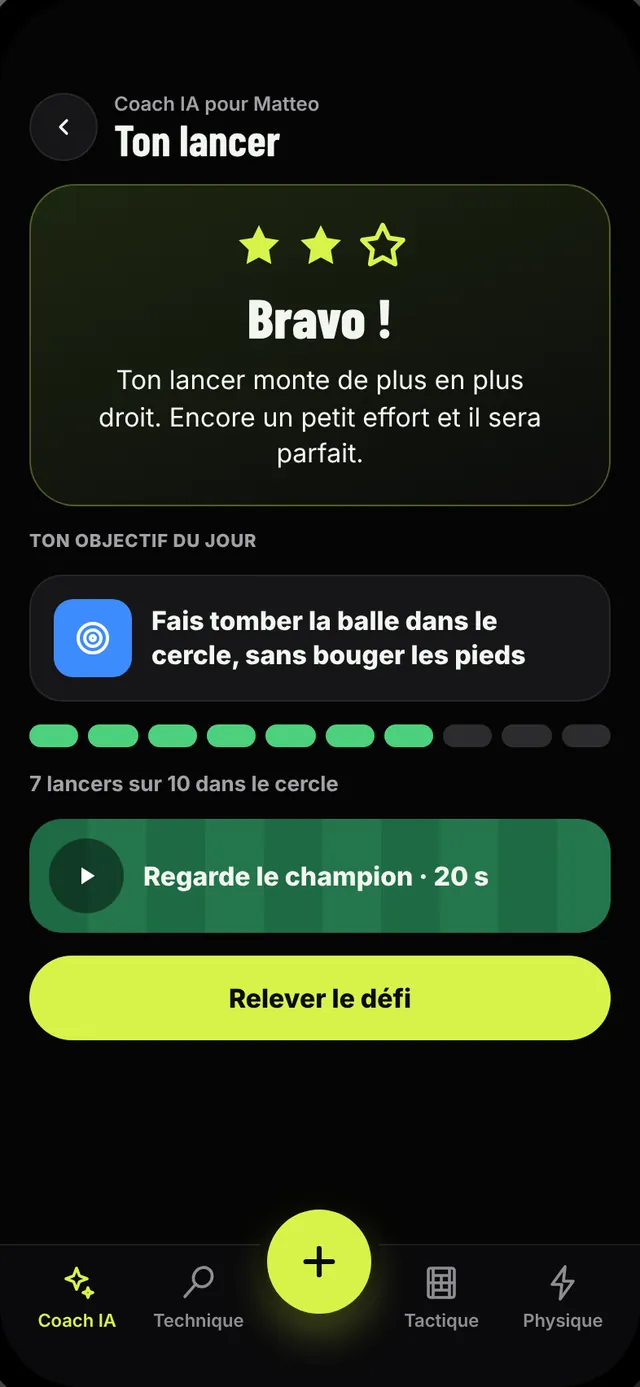 Coach IA pour Matteo
Ton lancer
Bravo !
Ton lancer monte de plus en plus
droit. Encore un petit effort et il sera
parfait.
TON OBJECTIF DU JOUR
Fais tomber la balle dans le
cercle, sans bouger les pieds
7 lancers sur 10 dans le cercle
Regarde le champion · 20 s
Relever le défi
Coach IA
Technique
Tactique
Physique